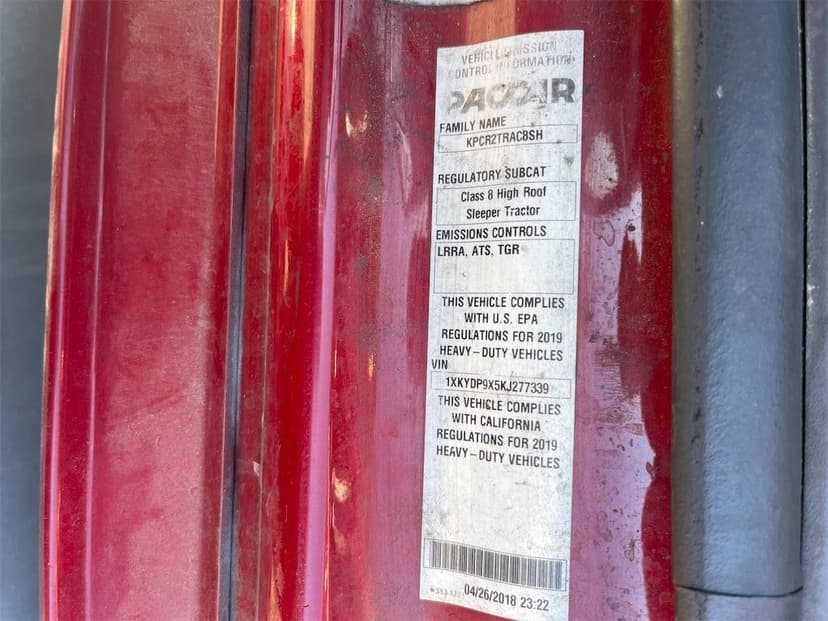 VEHICLE EMISSION
CONTROL INFORMATION
PACCAR
FAMILY NAME
KPCR2TRAC8SH
REGULATORY SUBCAT
Class 8 High Roof
Sleeper Tractor
EMISSIONS CONTROLS
LRRA, ATS, TGR
THIS VEHICLE COMPLIES
WITH U.S. EPA
REGULATIONS FOR 2019
HEAVY-DUTY VEHICLES
VIN
1XKYDP9X5KJ277339
THIS VEHICLE COMPLIES
WITH CALIFORNIA
REGULATIONS FOR 2019
HEAVY-DUTY VEHICLES
04/26/2018 23:22